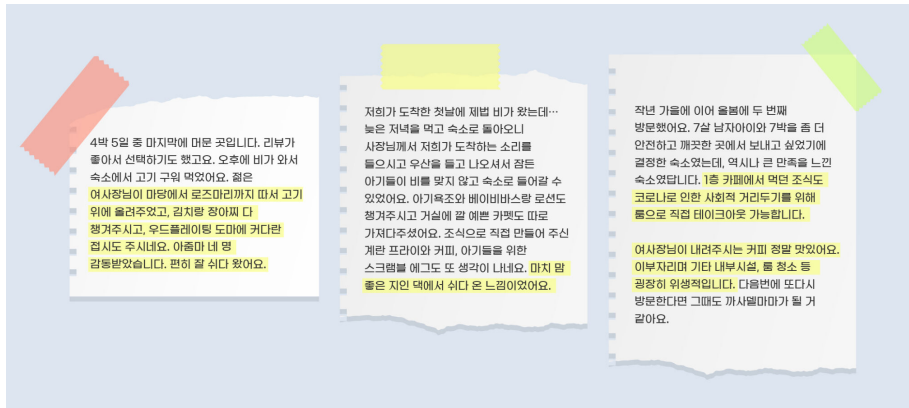 4박 5일 중 마지막에 머문 곳입니다. 리뷰가
좋아서 선택하기도 했고요. 오후에 비가 와서
숙소에서 고기 구워 먹었어요. 젊은
여사장님이 마당에서 로즈마리까지 따서 고기
위에 올려주었고, 김치랑 장아찌 다
챙겨주시고, 우드플레이팅 도마에 커다란
접시도 주시네요. 아줌마 네 명
감동받았습니다. 편히 잘 쉬다 왔어요.
저희가 도착한 첫날에 제법 비가 왔는데…
늦은 저녁을 먹고 숙소로 돌아오니
사장님께서 저희가 도착하는 소리를
들으시고 우산을 들고 나오셔서 잠든
아기들이 비를 맞지 않고 숙소로 들어갈 수
있었어요. 아기욕조와 베이비바스랑 로션도
챙겨주시고 거실에 깔 예쁜 카펫도 따로
가져다주셨어요. 조식으로 직접 만들어 주신
계란 프라이와 커피, 아기들을 위한
스크램블 에그도 또 생각이 나네요. 마치 맘
좋은 지인 댁에서 쉬다 온 느낌이었어요.
작년 가을에 이어 올봄에 두 번째
방문했어요. 7살 남자아이와 7박을 좀 더
안전하고 깨끗한 곳에서 보내고 싶었기에
결정한 숙소였는데, 역시나 큰 만족을 느낀
숙소였답니다. 1층 카페에서 먹던 조식도
코로나로 인한 사회적 거리두기를 위해
룸으로 직접 테이크아웃 가능합니다.
여사장님이 내려주시는 커피 정말 맛있어요.
이부자리며 기타 내부시설, 룸 청소 등
굉장히 위생적입니다. 다음번에 또다시
방문한다면 그때도 까사델마마가 될 거
같아요.